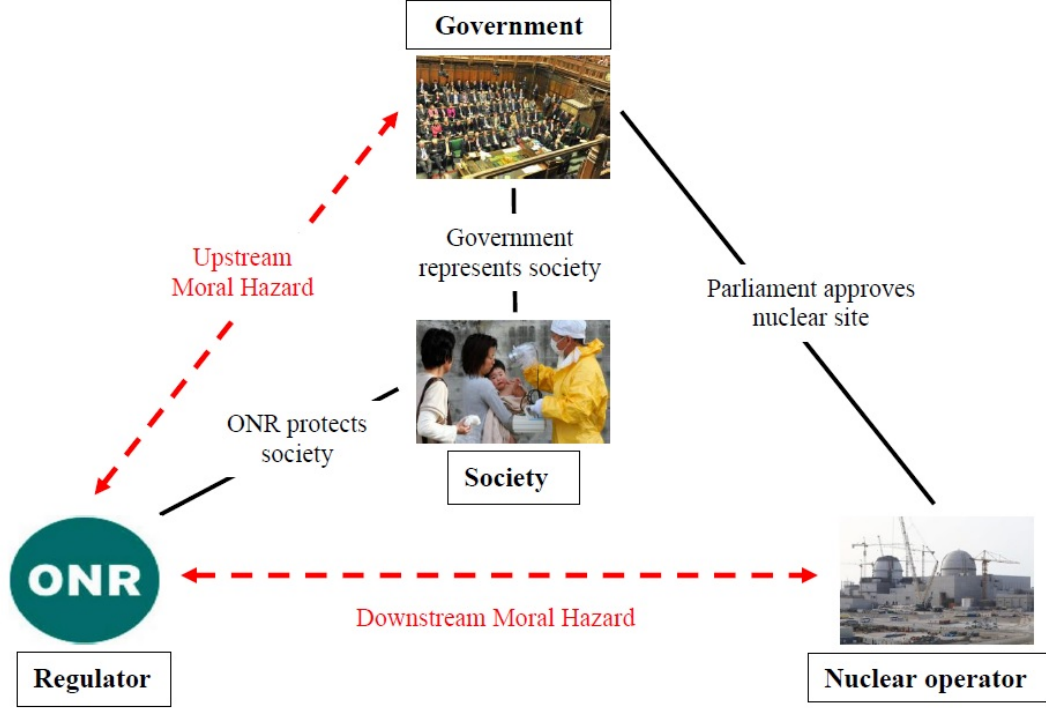 Government
Government
represents society
Upstream
Moral Hazard
Parliament approves
nuclear site
ONR protects
society
Society
ONR
Downstream Moral Hazard
Regulator
Nuclear operator